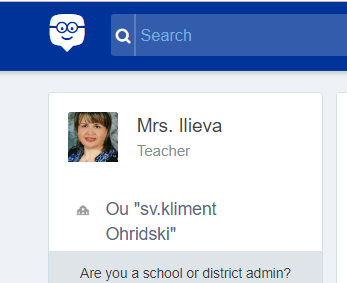 Search
Mrs. Ilieva
Teacher
Ou "sv.kliment
Ohridski"
Are you a school or district admin?